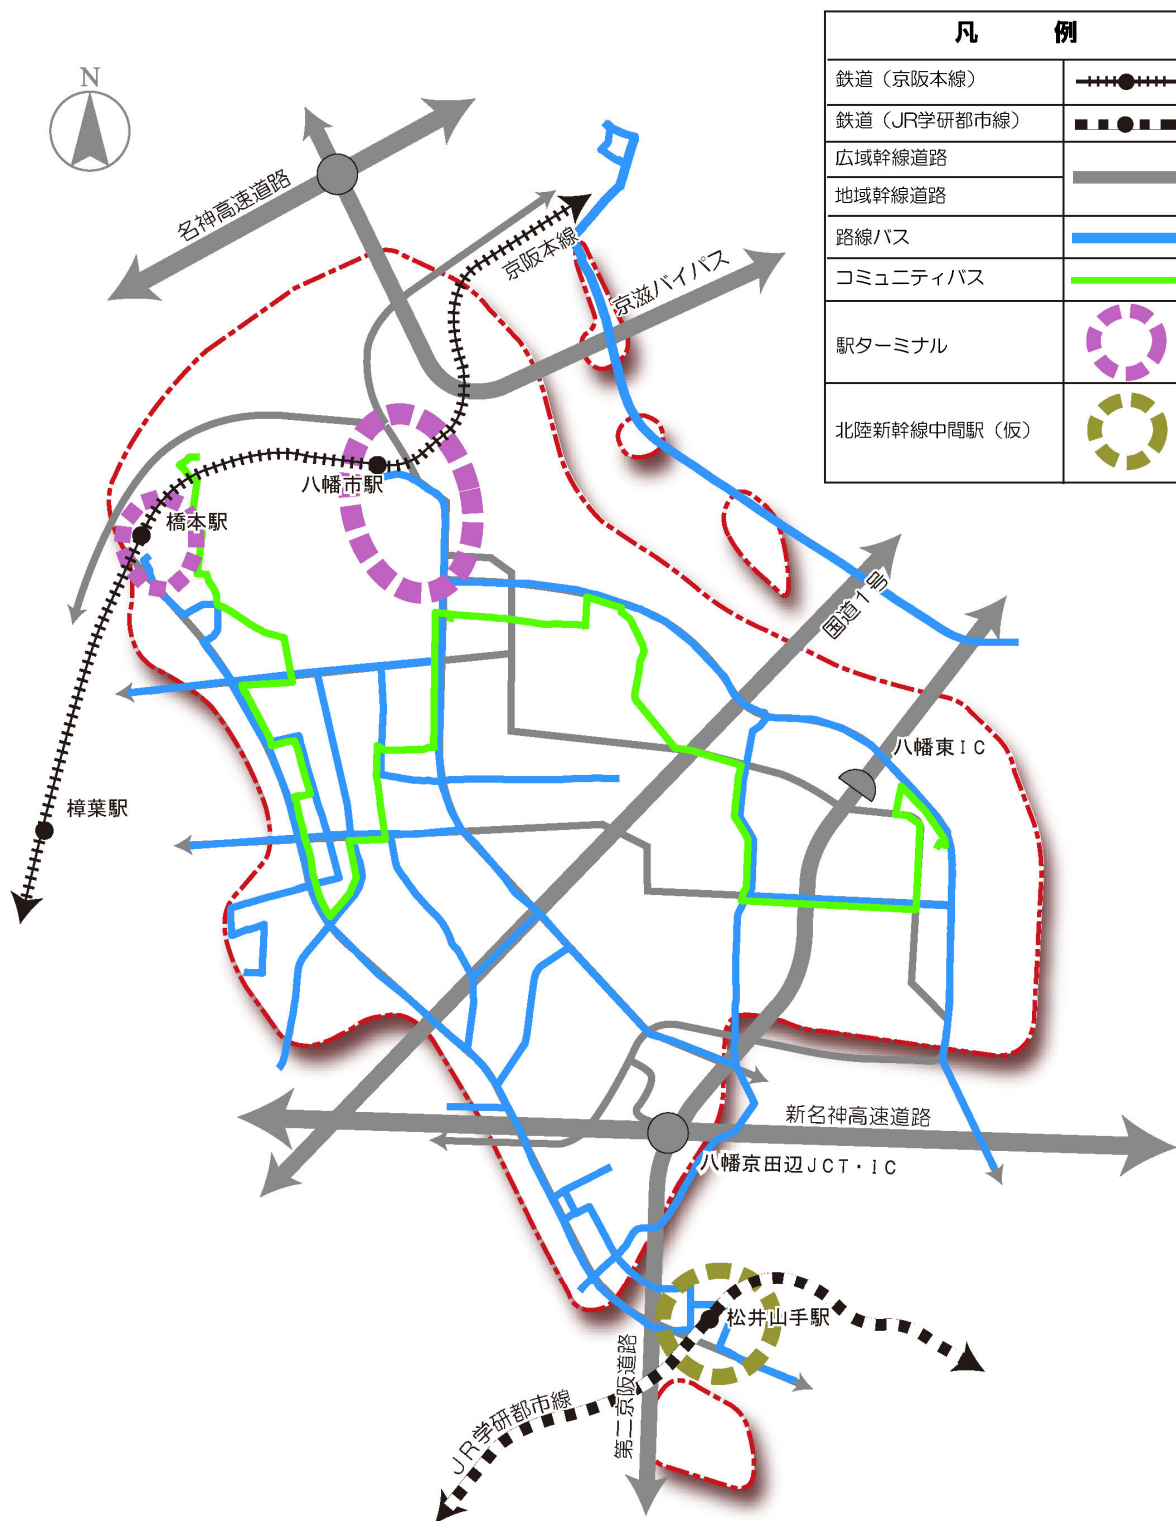 凡　例
N
鉄道（京阪本線）
鉄道（JR学研都市線）
広域幹線道路
地域幹線道路
路線バス
コミュニティバス
駅ターミナル
北陸新幹線中間駅（仮）
名神高速道路
京阪本線
京滋バイパス
八幡市駅
橋本駅
国道1号
八幡東IC
樟葉駅
新名神高速道路
八幡京田辺JCT・IC
松井山手駅
第二京阪道路
JR学研都市線